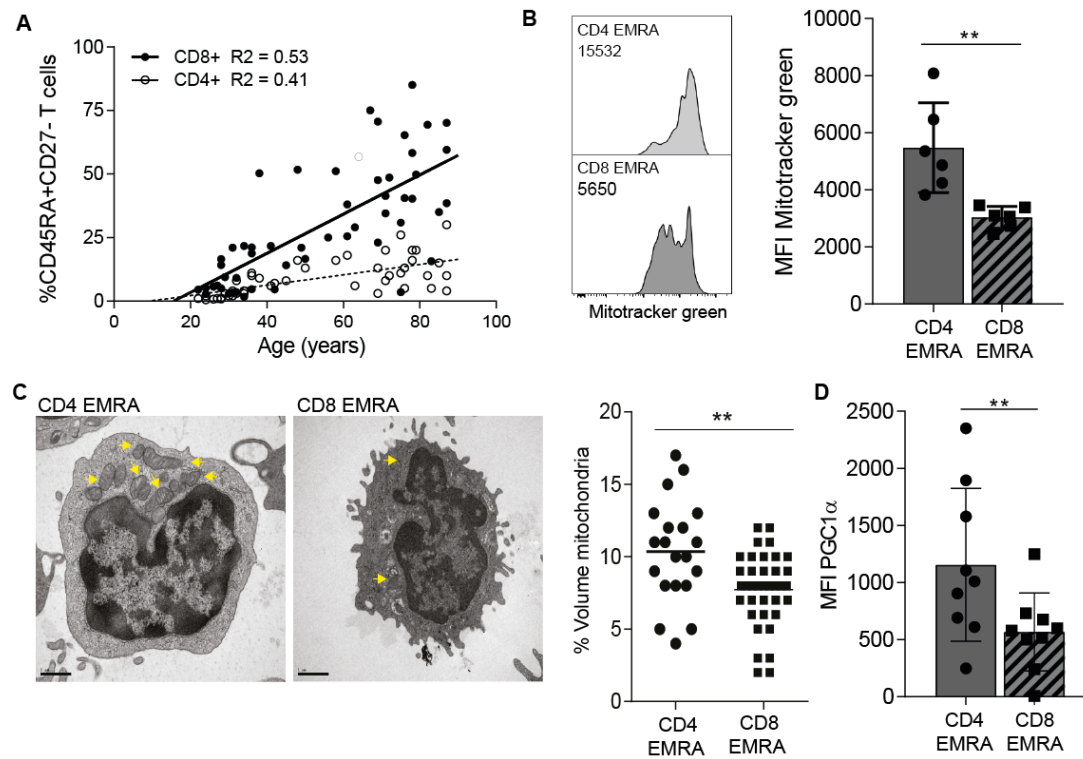 A
100
75
50
25
0
%CD45RA+CD27- T cells
CD8+ R2 = 0.53
CD4+ R2 = 0.41
0
20
40
60
80
100
Age (years)
B
CD4 EMRA
15532
CD8 EMRA
5650
Mitotracker green
10000
8000
6000
4000
2000
0
MFI Mitotracker green
**
CD4
EMRA
CD8
EMRA
C
CD4 EMRA
CD8 EMRA
20
15
10
5
0
% Volume mitochondria
**
CD4
EMRA
CD8
EMRA
D
2500
2000
1500
1000
500
0
MFI PGC1α
**
CD4
EMRA
CD8
EMRA